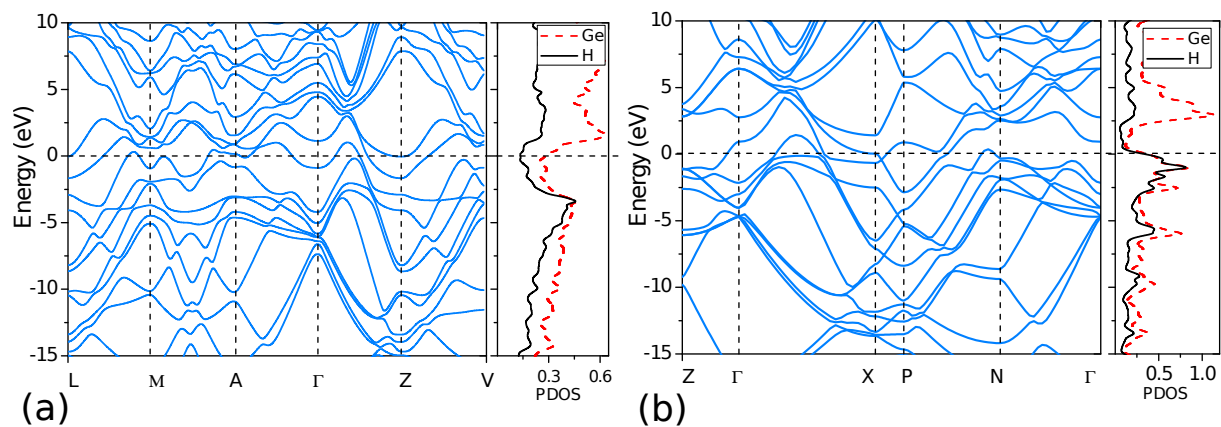 10
5
0
-5
-10
-15
Energy (eV)
L M A Γ Z V
Ge
H
0.3 0.6
PDOS
(a)
10
5
0
-5
-10
-15
Energy (eV)
Z Γ X P N Γ
Ge
H
0.5 1.0
PDOS
(b)